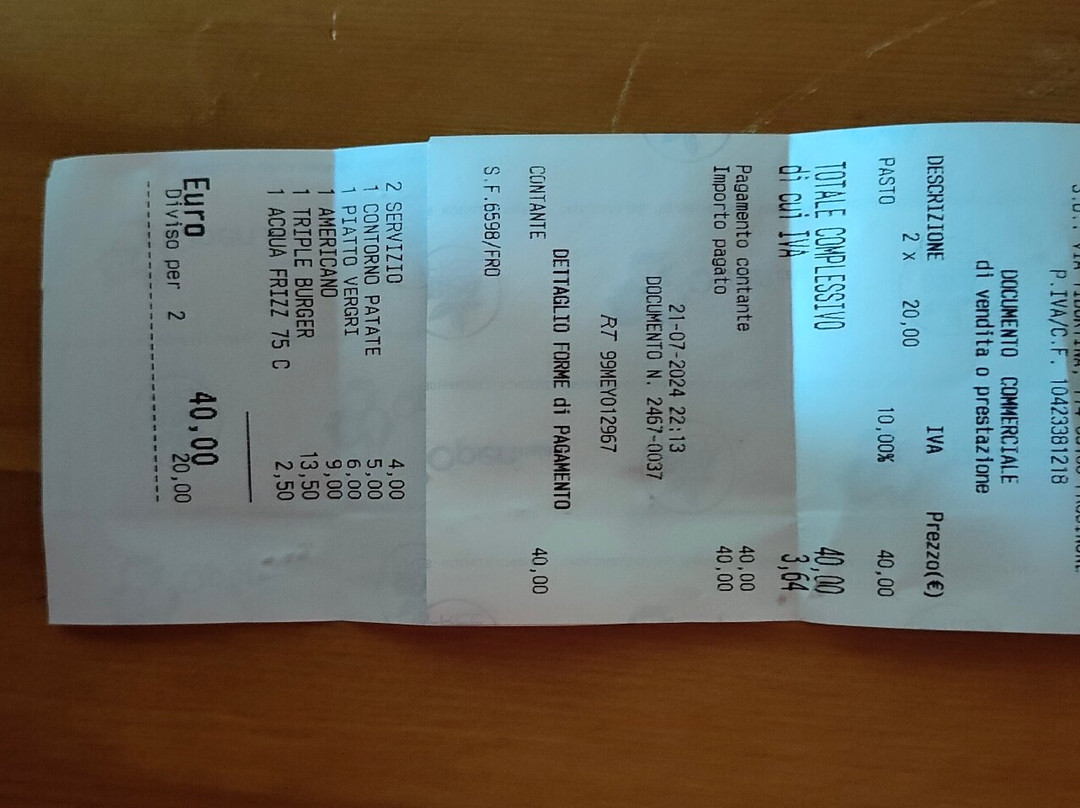 P.IVA/C.F. 10423381218
DOCUMENTO COMMERCIALE
di vendita o prestazione
DESCRIZIONE IVA Prezzo(€)
2 x 20,00
PASTO 10,00% 40,00
TOTALE COMPLESSIVO 40,00
di cui IVA 3,64
Pagamento contante 40,00
Importo pagato 40,00
21-07-2024 22:13
DOCUMENTO N. 2467-0037
RT 99MEY012967
DETTAGLIO FORME di PAGAMENTO
CONTANTE 40,00
S.F.6598/FRO
2 SERVIZIO 4,00
1 CONTORNO PATATE 5,00
1 PIATTO VERGRI 6,00
1 AMERICANO 9,00
1 TRIPLE BURGER 13,50
1 ACQUA FRIZZ 75 C 2,50
Euro 40,00
Diviso per 2 20,00